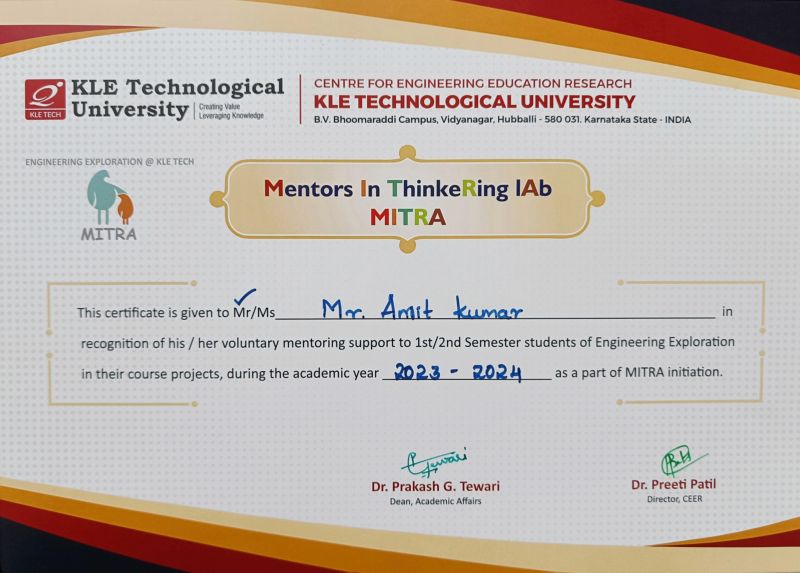 KLE Technological
University
Creating Value
Leveraging Knowledge
KLE TECH
CENTRE FOR ENGINEERING EDUCATION RESEARCH
KLE TECHNOLOGICAL UNIVERSITY
B.V. Bhoomaraddi Campus, Vidyanagar, Hubballi - 580 031. Karnataka State - INDIA
ENGINEERING EXPLORATION @ KLE TECH
MITRA
Mentors In ThinkeRing lAb
MITRA
This certificate is given to Mr/Ms Mr. Amit Kumar in
recognition of his / her voluntary mentoring support to 1st/2nd Semester students of Engineering Exploration
in their course projects, during the academic year 2023 - 2024 as a part of MITRA initiation.
Tewari
Dr. Prakash G. Tewari
Dean, Academic Affairs
Dr. Preeti Patil
Director, CEER